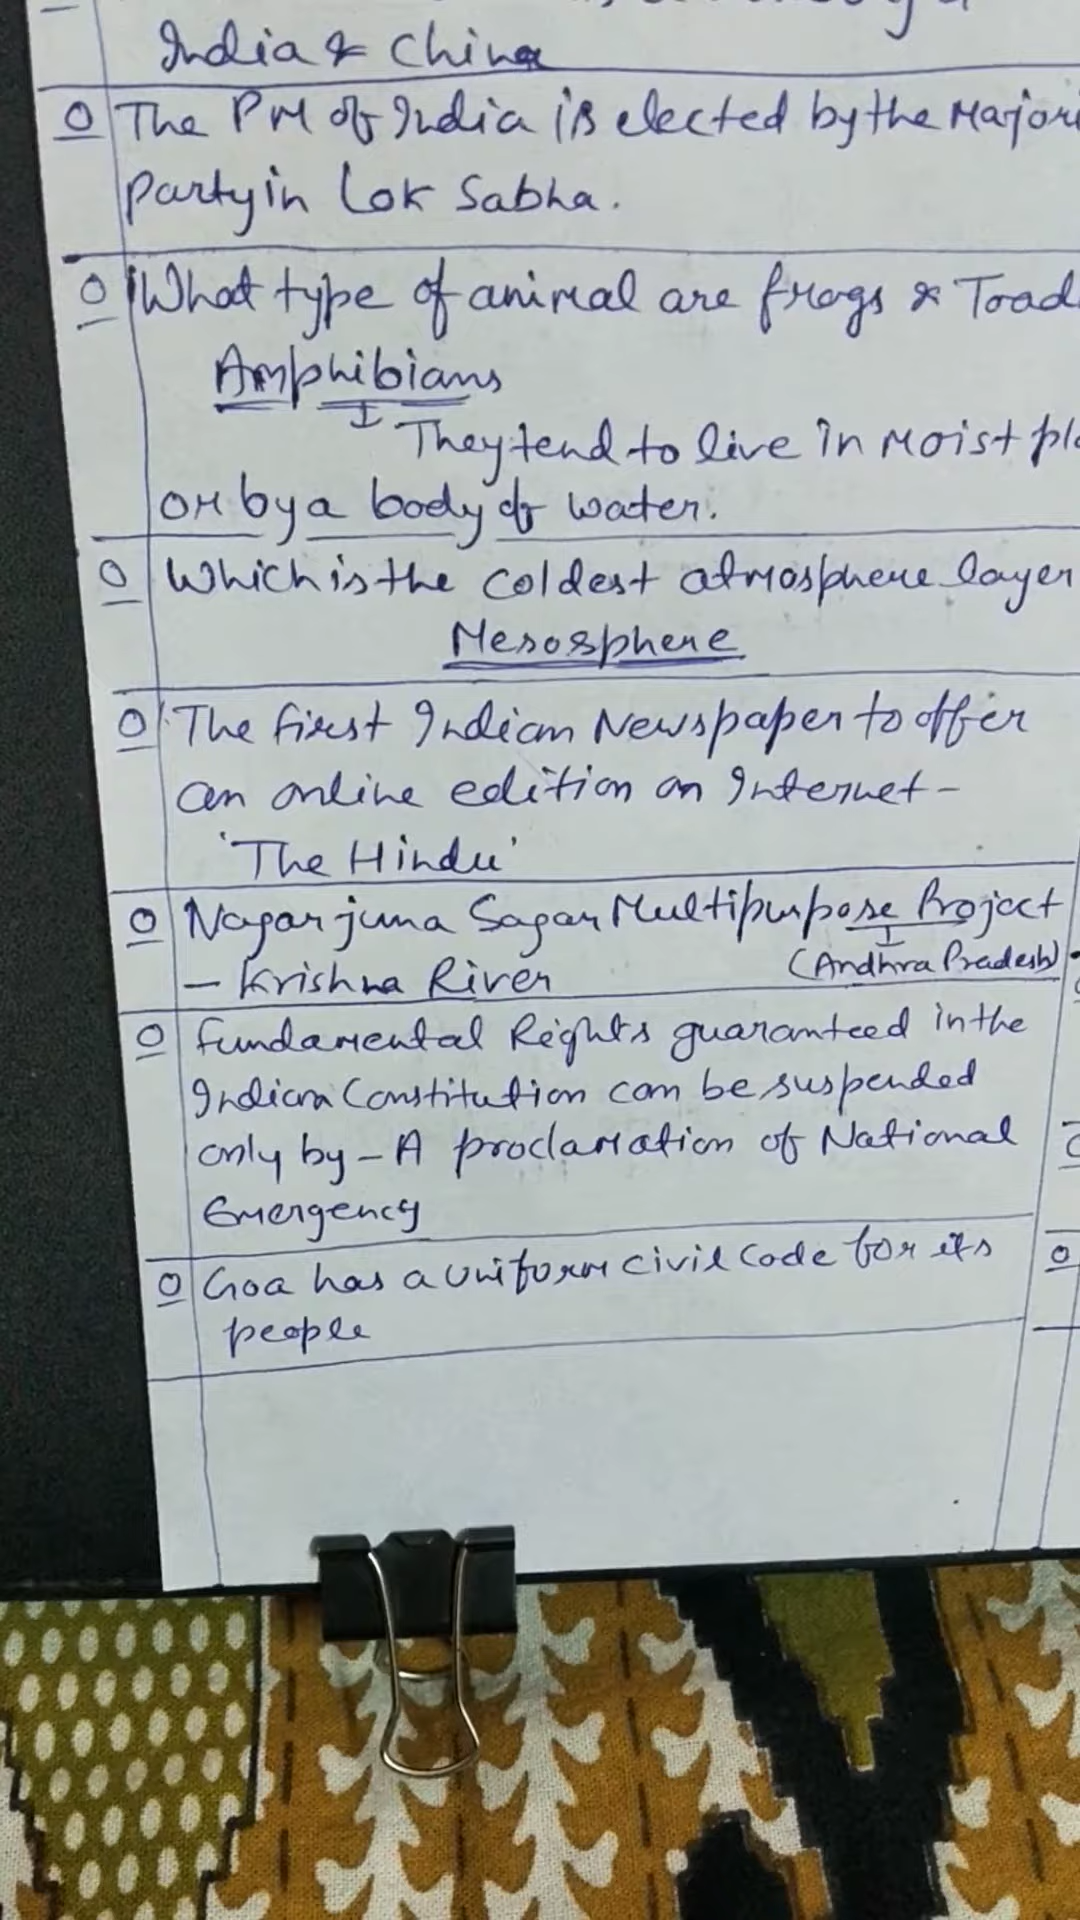 India & China
The PM of India is elected by the Majori
Party in Lok Sabha.
What type of animal are frogs & Toad
Amphibians
They tend to live in moist pla
or by a body of water.
Which is the coldest atmosphere layer
Mesosphere
The first Indian Newspaper to offer
an online edition on Internet -
'The Hindu'
Nagarjuna Sagar Multipurpose Project
- Krishna River (Andhra Pradesh)
Fundamental Rights guaranteed in the
Indian Constitution can be suspended
only by - A proclamation of National
Emergency
Goa has a uniform civil code for its
people